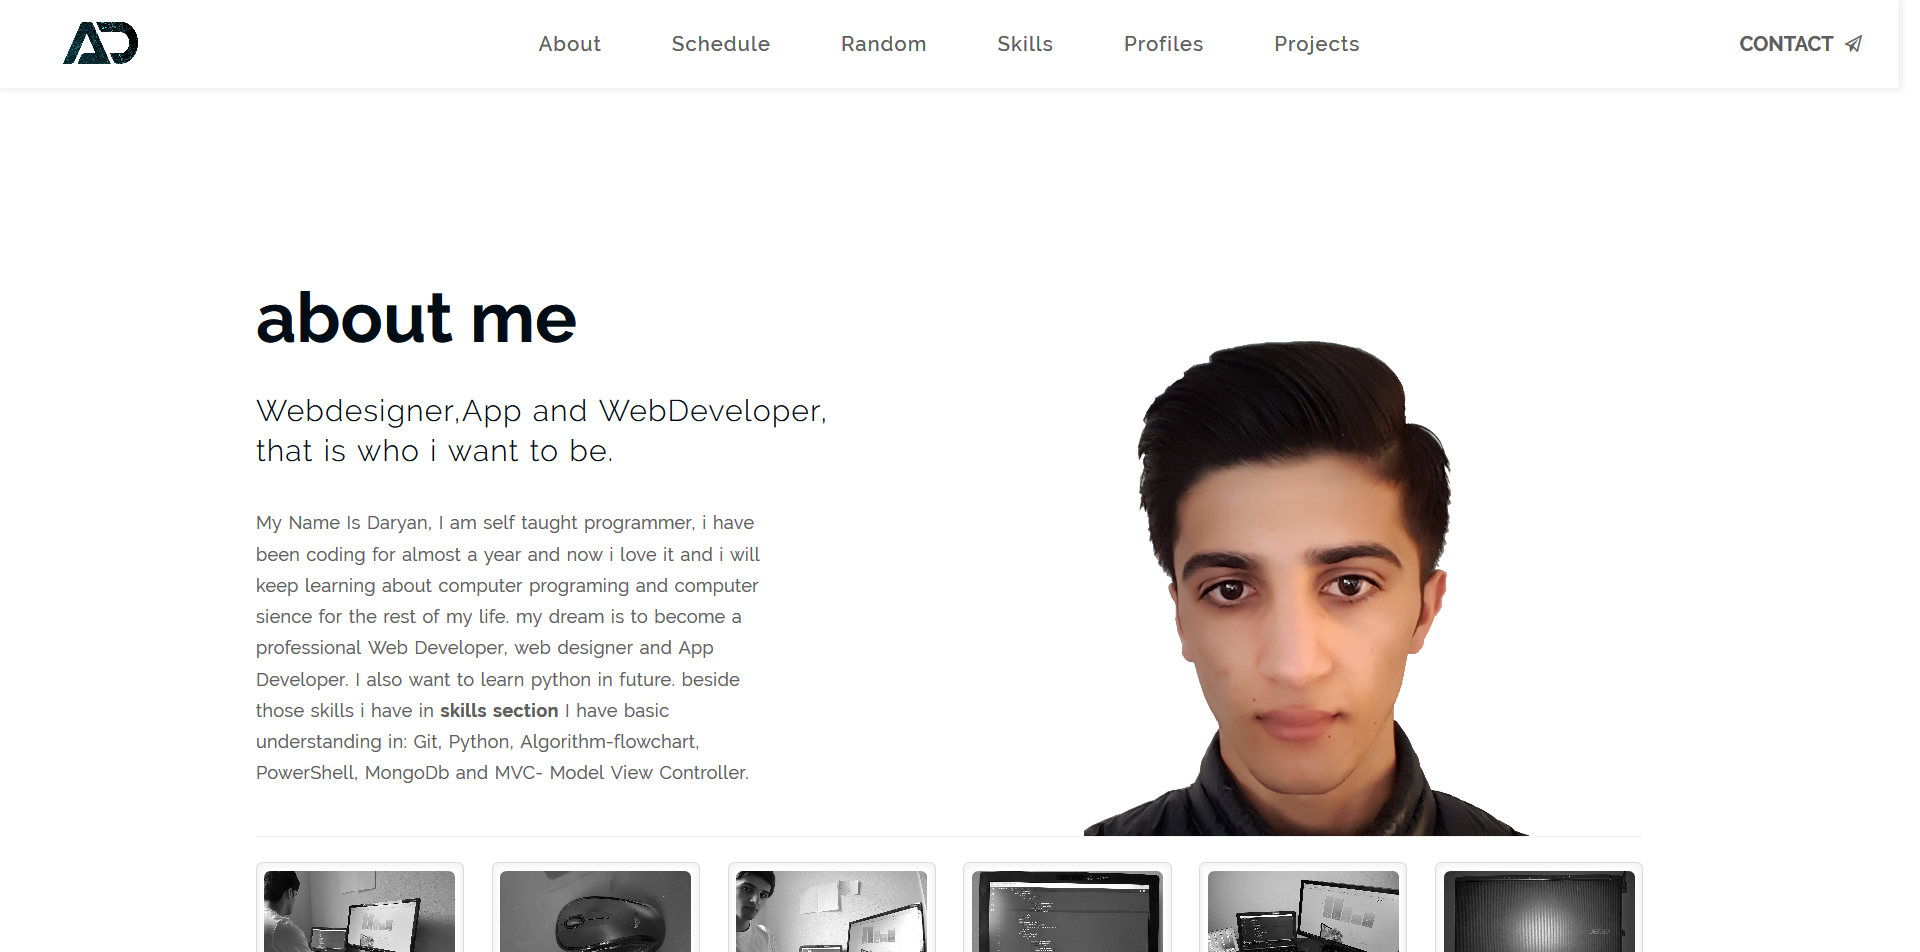 AD
About Schedule Random Skills Profiles Projects CONTACT
about me
Webdesigner,App and WebDeveloper,
that is who i want to be.
My Name Is Daryan, I am self taught programmer, i have
been coding for almost a year and now i love it and i will
keep learning about computer programing and computer
sience for the rest of my life. my dream is to become a
professional Web Developer, web designer and App
Developer. I also want to learn python in future. beside
those skills i have in skills section I have basic
understanding in: Git, Python, Algorithm-flowchart,
PowerShell, MongoDb and MVC- Model View Controller.